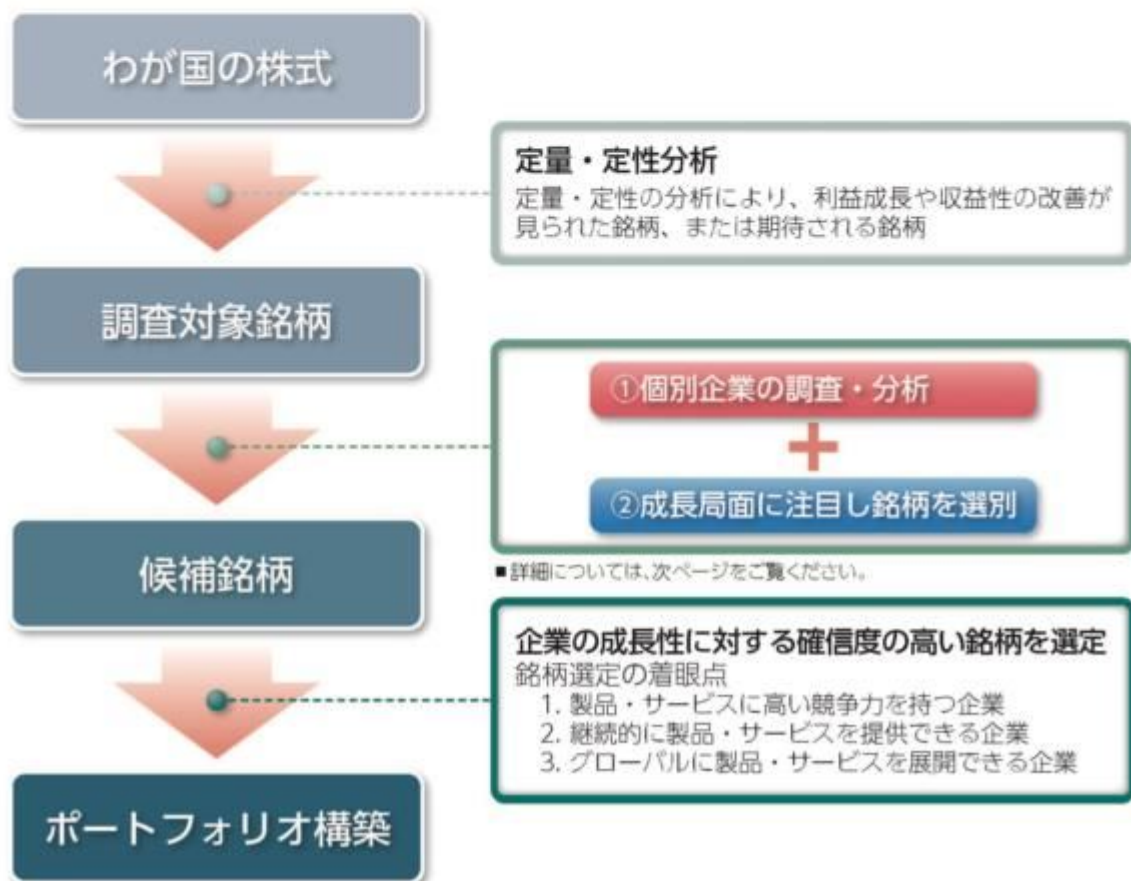 わが国の株式
定量・定性分析
定量・定性の分析により、利益成長や収益性の改善が
見られた銘柄、または期待される銘柄
調査対象銘柄
①個別企業の調査・分析
+
②成長局面に注目し銘柄を選別
候補銘柄
■詳細については、次ページをご覧ください。
企業の成長性に対する確信度の高い銘柄を選定
銘柄選定の着眼点
1. 製品・サービスに高い競争力を持つ企業
2. 継続的に製品・サービスを提供できる企業
3. グローバルに製品・サービスを展開できる企業
ポートフォリオ構築